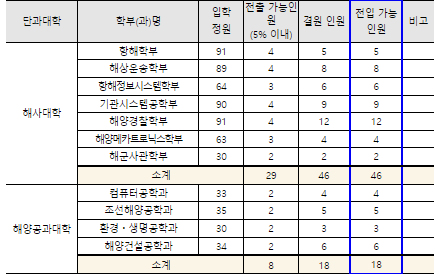 단과대학 학부(과)명 입학 정원 전출 가능인원 (5% 이내) 결원 인원 전입 가능 인원 비고
해사대학
항해학부 91 4 5 5
해상운송학부 89 4 8 8
항해정보시스템학부 64 3 6 6
기관시스템공학부 90 4 9 9
해양경찰학부 91 4 12 12
해양메카트로닉스학부 63 3 4 4
해군사관학부 30 2 2 2
소계 29 46 46
해양공과대학
컴퓨터공학과 33 2 4 4
조선해양공학과 35 2 5 5
환경・생명공학과 30 2 3 3
해양건설공학과 34 2 6 6
소계 8 18 18